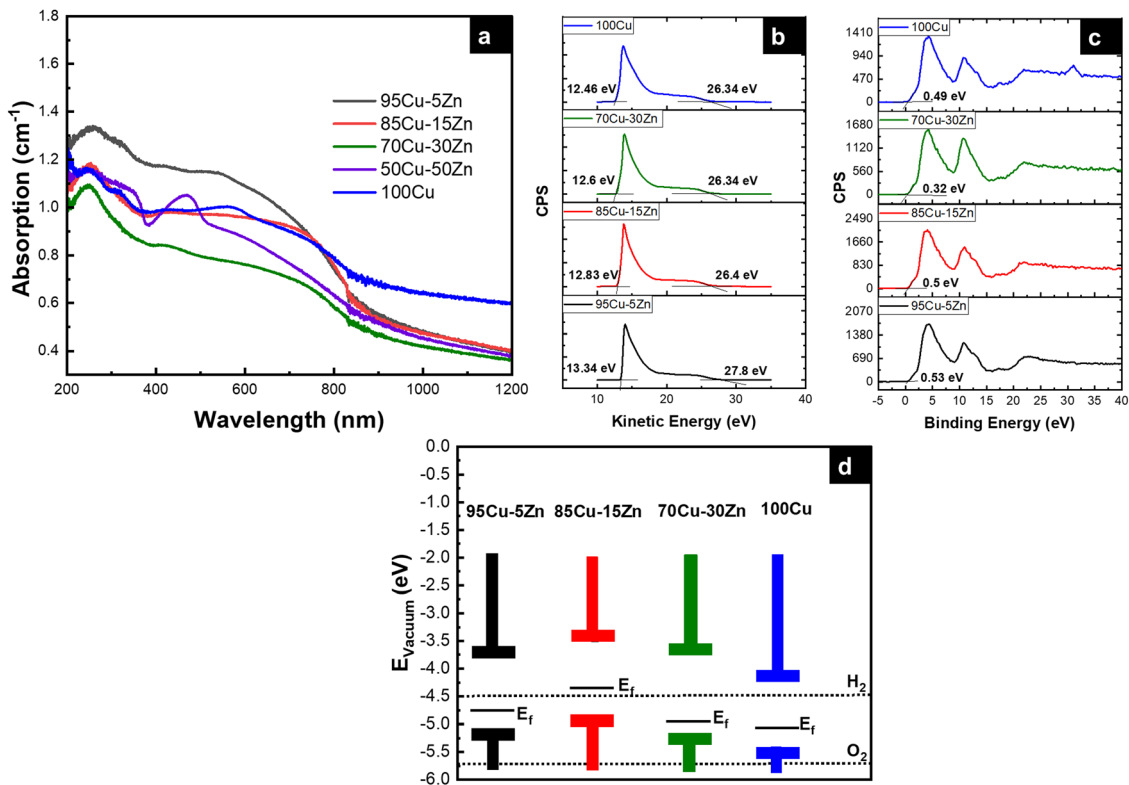 a
1.8
1.6
1.4
1.2
1.0
0.8
0.6
0.4
Absorption (cm⁻¹)
95Cu-5Zn
85Cu-15Zn
70Cu-30Zn
50Cu-50Zn
100Cu
200 400 600 800 1000 1200
Wavelength (nm)
b
100Cu
12.46 eV 26.34 eV
70Cu-30Zn
12.6 eV 26.34 eV
85Cu-15Zn
12.83 eV 26.4 eV
95Cu-5Zn
13.34 eV 27.8 eV
CPS
10 20 30 40
Kinetic Energy (eV)
c
100Cu
1410
940
470
0
0.49 eV
70Cu-30Zn
1680
1120
560
0
0.32 eV
85Cu-15Zn
2490
1660
830
0
0.5 eV
95Cu-5Zn
2070
1380
690
0
0.53 eV
CPS
-5 0 5 10 15 20 25 30 35 40
Binding Energy (eV)
d
0.0
-0.5
-1.0
-1.5
-2.0
-2.5
-3.0
-3.5
-4.0
-4.5
-5.0
-5.5
-6.0
E_Vacuum (eV)
95Cu-5Zn 85Cu-15Zn 70Cu-30Zn 100Cu
E_f
E_f
E_f
E_f
H₂
O₂